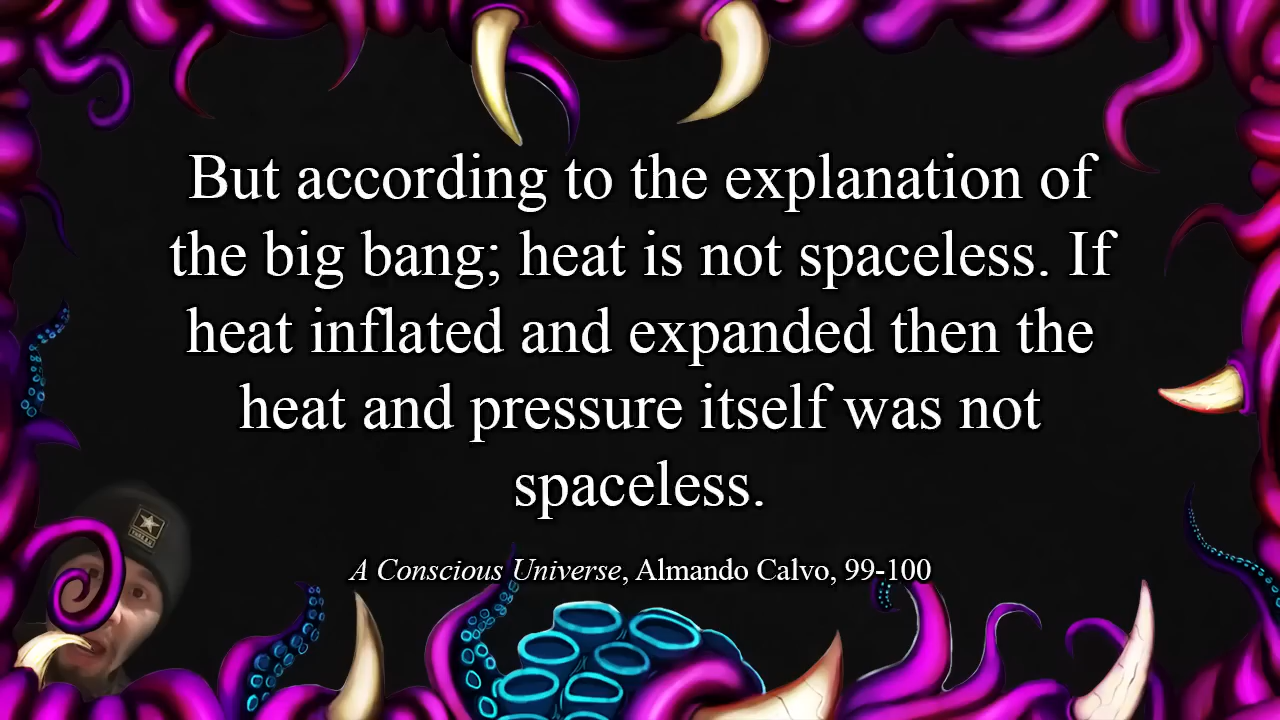 But according to the explanation of
the big bang; heat is not spaceless. If
heat inflated and expanded then the
heat and pressure itself was not
spaceless.
A Conscious Universe, Almando Calvo, 99-100